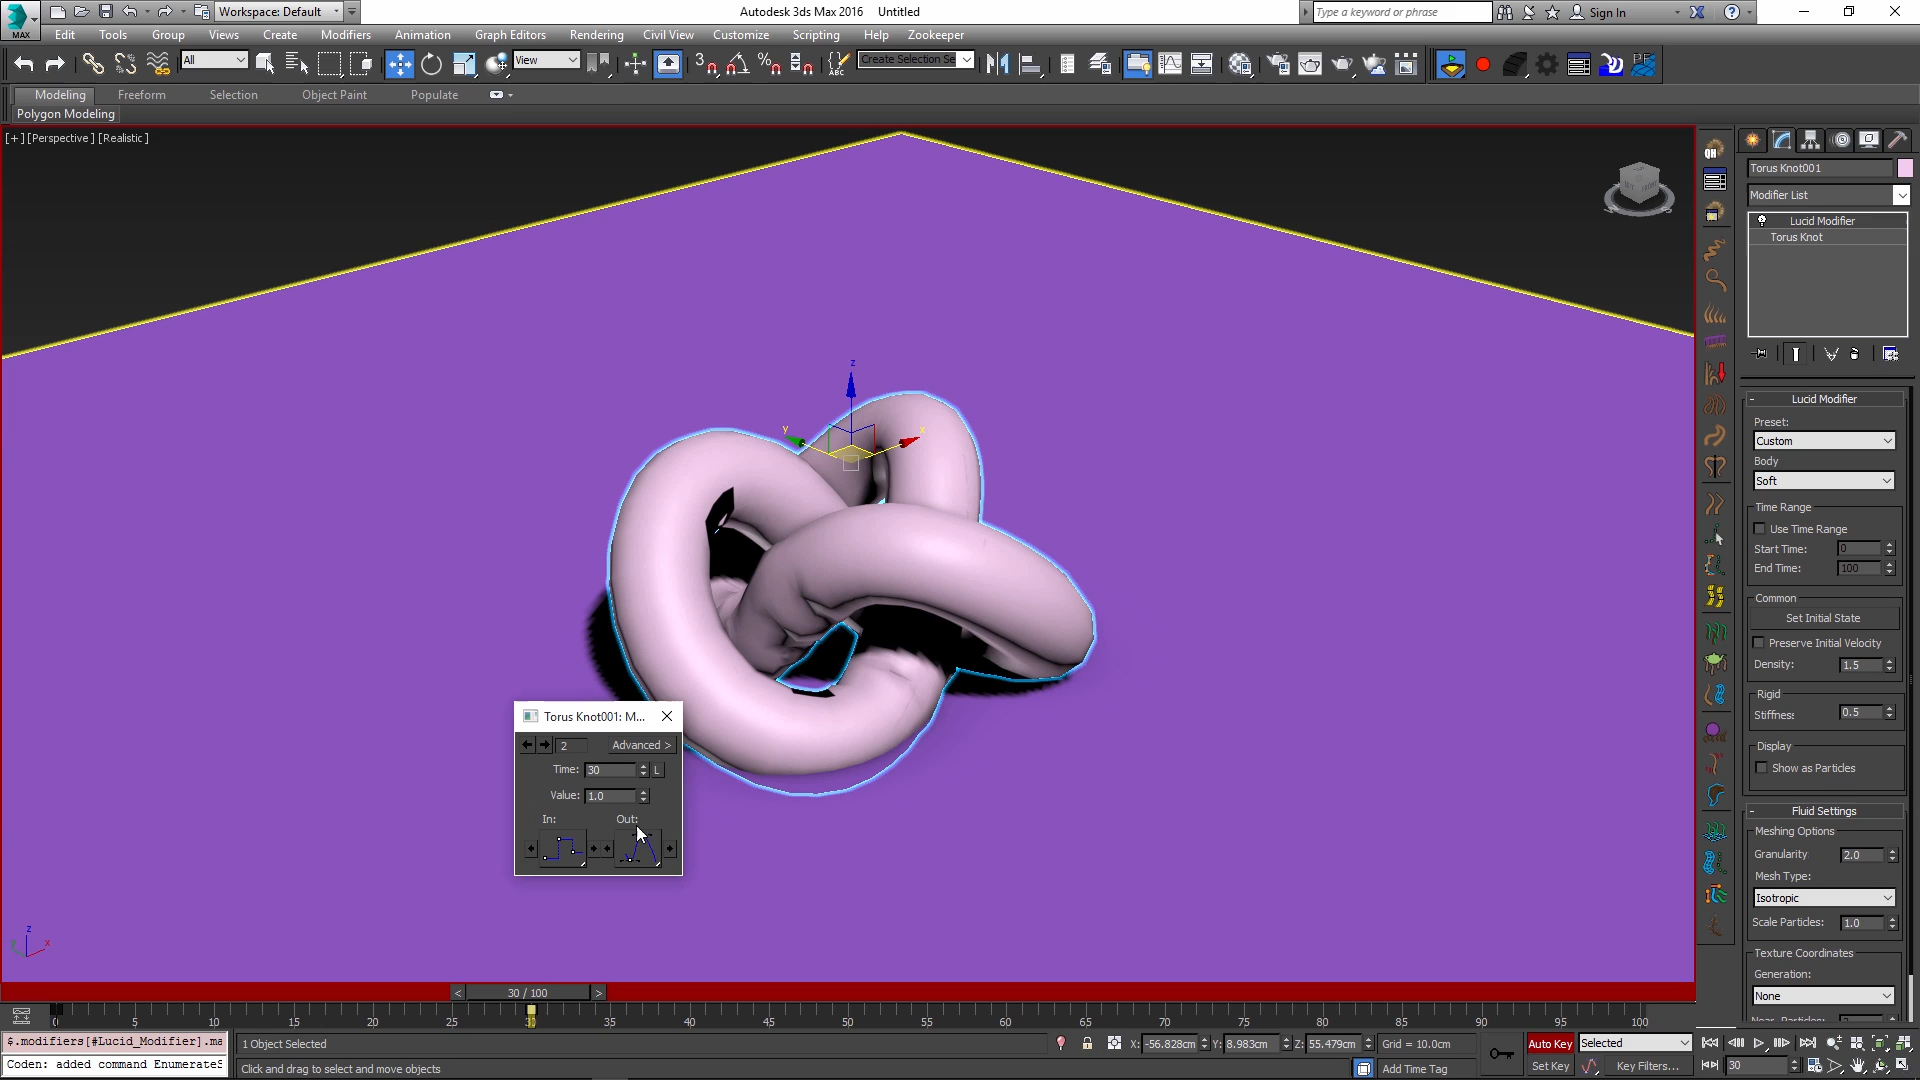 MAX
Workspace: Default
Autodesk 3ds Max 2016 Untitled
Type a keyword or phrase
Sign In
Edit Tools Group Views Create Modifiers Animation Graph Editors Rendering Civil View Customize Scripting Help Zookeeper
All
View
3
ABC
Create Selection Se
PF
Modeling Freeform Selection Object Paint Populate
Polygon Modeling
[+] [Perspective] [Realistic]
QH
Torus Knot001
Modifier List
Lucid Modifier
Torus Knot
z
y
x
Lucid Modifier
Preset:
Custom
Body
Soft
Time Range
Use Time Range
Start Time: 0
End Time: 100
Common
Set Initial State
Preserve Initial Velocity
Density: 1.5
Rigid
Stiffness: 0.5
Display
Show as Particles
Fluid Settings
Meshing Options
Granularity 2.0
Mesh Type:
Isotropic
Scale Particles: 1.0
Texture Coordinates
Generation:
None
Torus Knot001: M...
2 Advanced >
Time: 30 L
Value: 1.0
In: Out:
z
y
x
< 30 / 100 >
0 5 10 15 20 25 30 35 40 45 50 55 60 65 70 75 80 85 90 95 100
$.modifiers[#Lucid_Modifier].ma
1 Object Selected
X: -56.828cm Y: 8.983cm Z: 55.479cm Grid = 10.0cm
Auto Key Selected
Coden: added command EnumerateS
Click and drag to select and move objects
Add Time Tag
Set Key Key Filters... 30